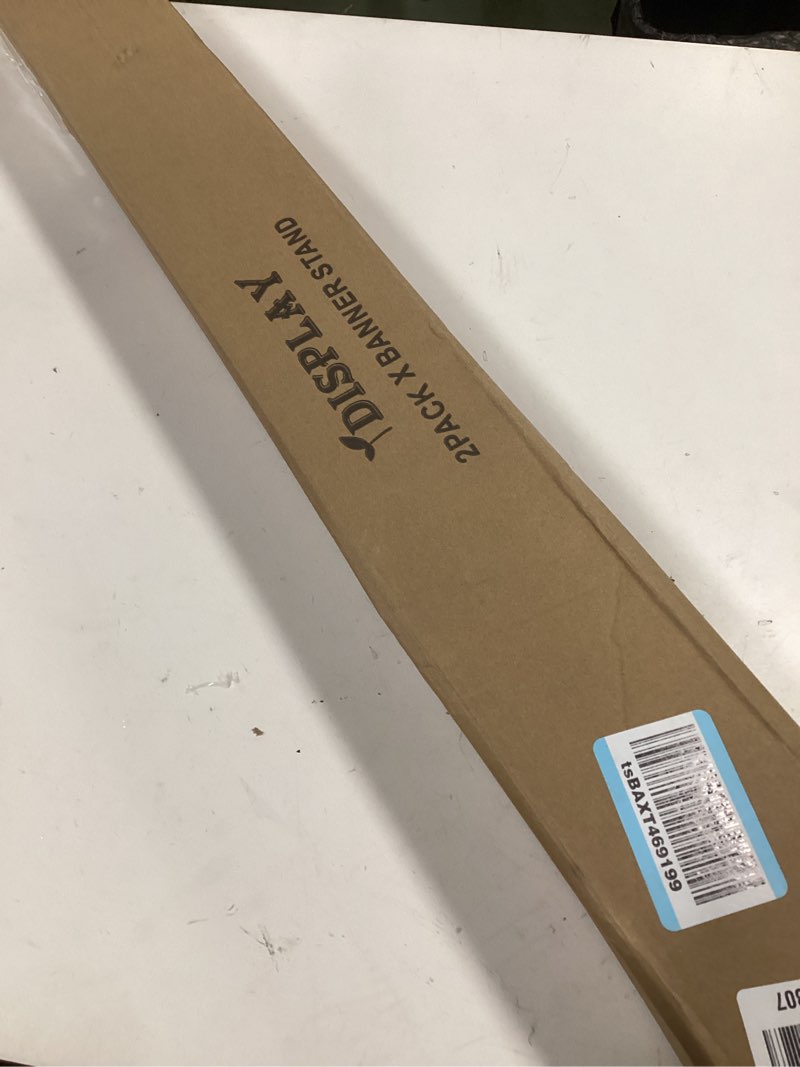 DISPLAY
2PACK X BANNER STAND
tsBAXT469199